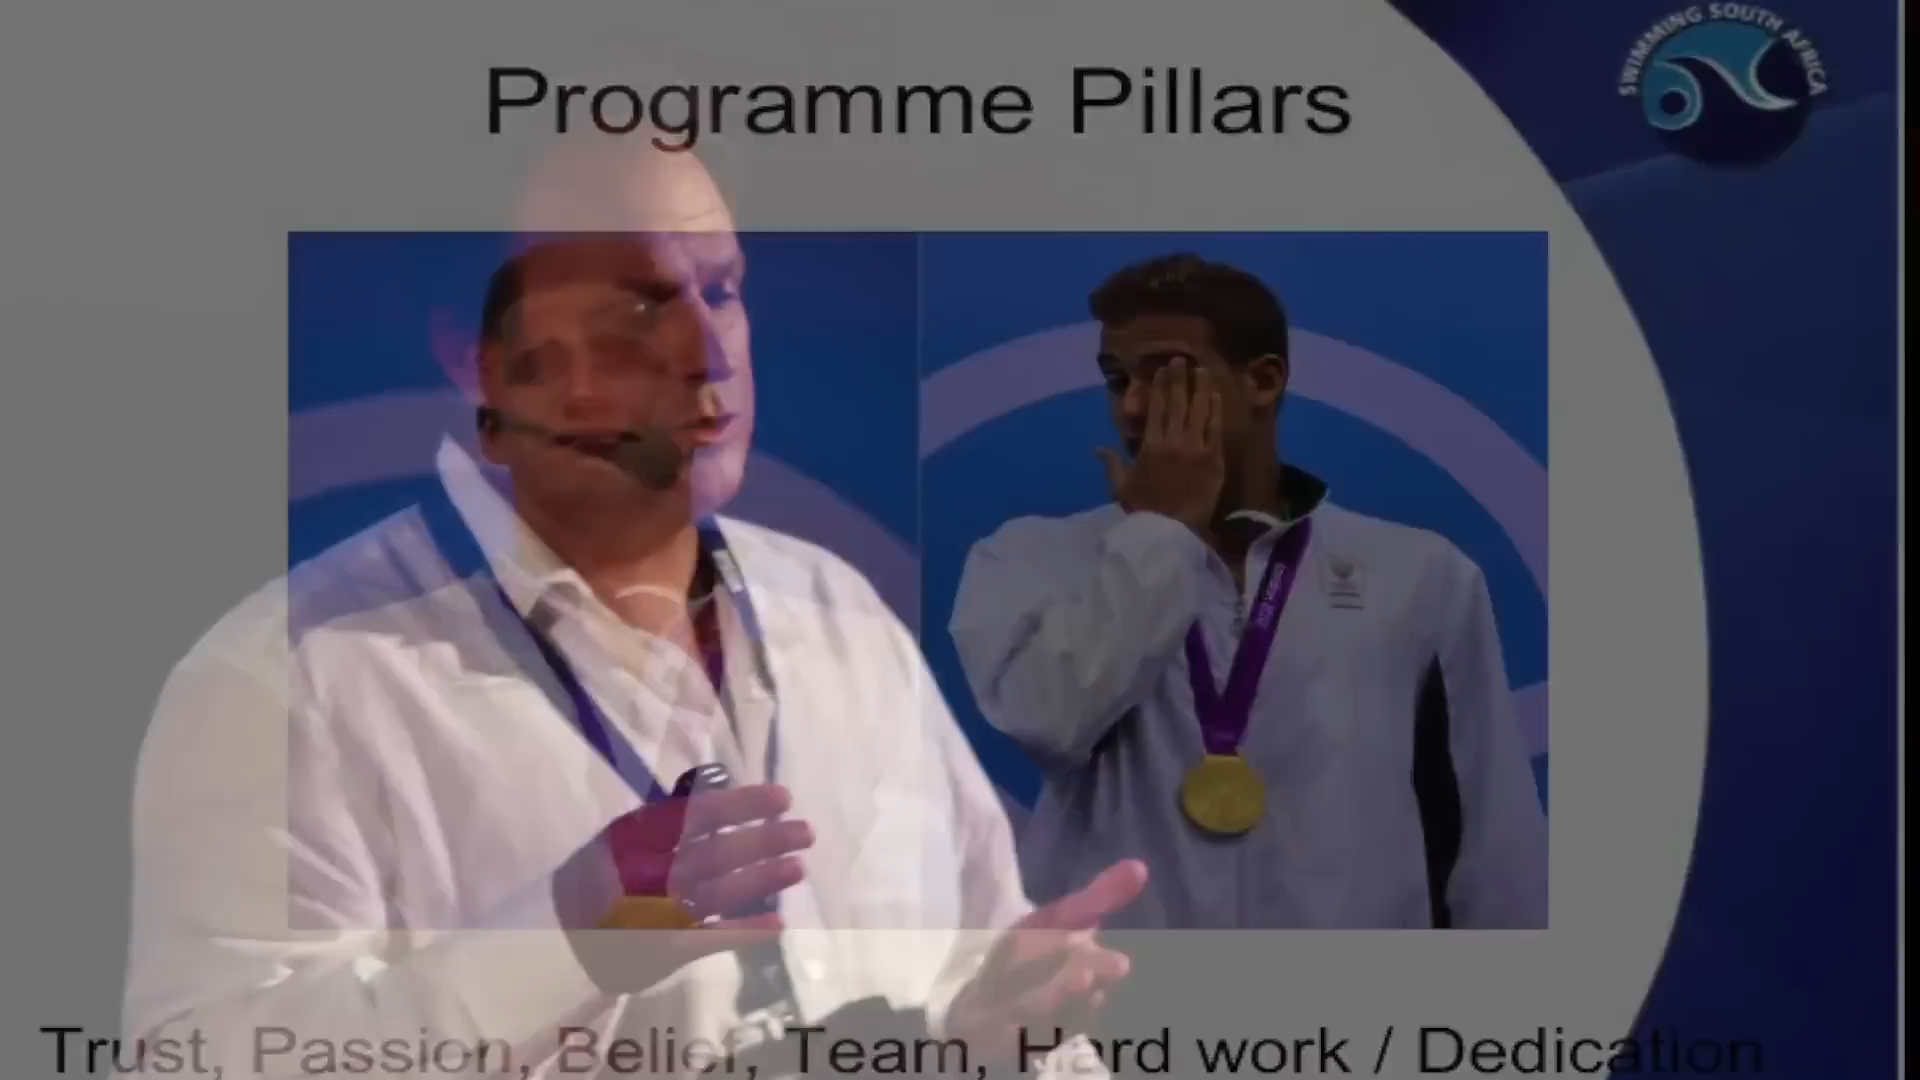 Programme Pillars
SWIMMING SOUTH AFRICA
Trust, Passion, Belief, Team, Hard work / Dedication